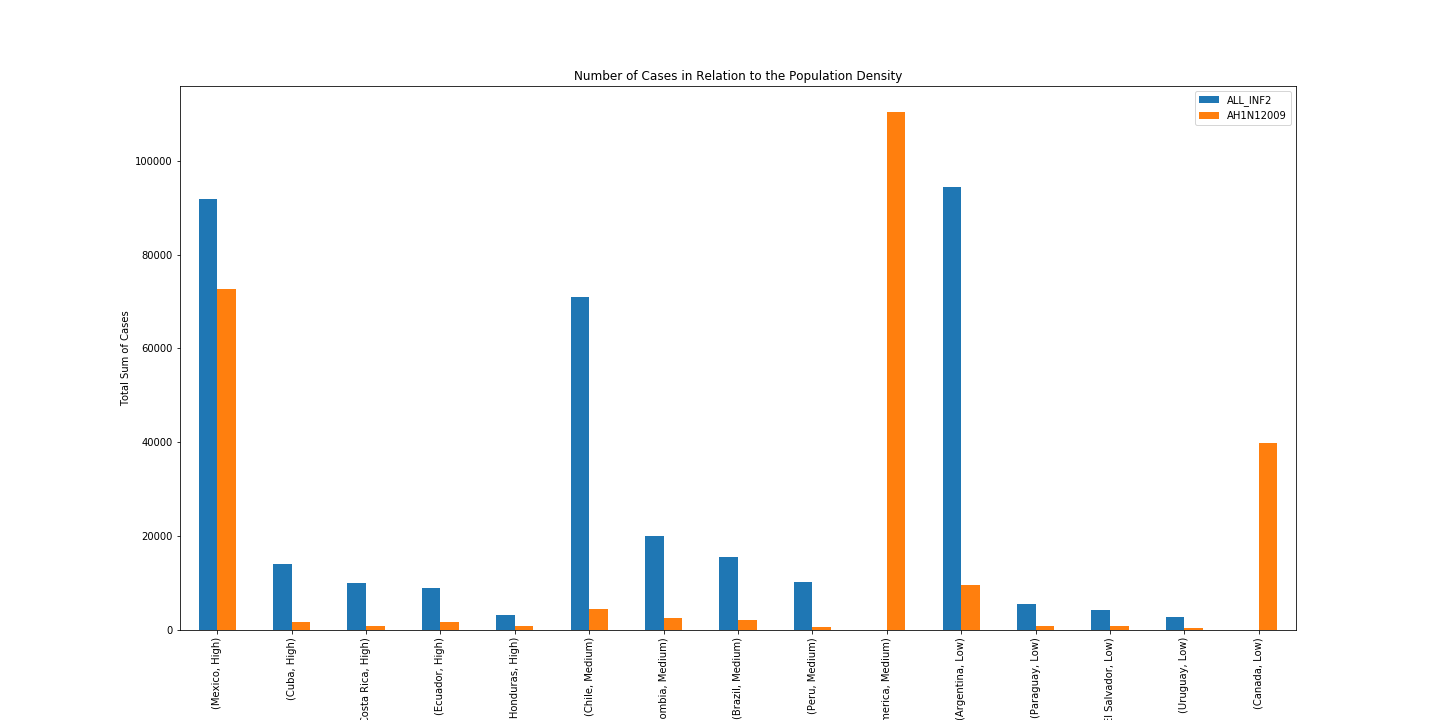 Number of Cases in Relation to the Population Density
ALL_INF2
AH1N12009
Total Sum of Cases
100000
80000
60000
40000
20000
0
(Mexico, High)
(Cuba, High)
Costa Rica, High)
(Ecuador, High)
Honduras, High)
(Chile, Medium)
ombia, Medium)
(Brazil, Medium)
(Peru, Medium)
merica, Medium)
(Argentina, Low)
(Paraguay, Low)
El Salvador, Low)
(Uruguay, Low)
(Canada, Low)